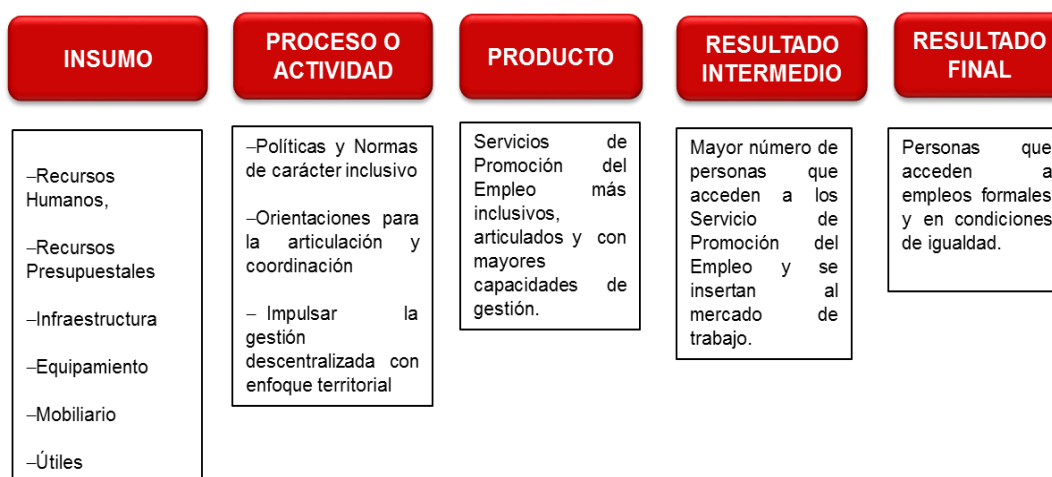 INSUMO
PROCESO O
ACTIVIDAD
PRODUCTO
RESULTADO
INTERMEDIO
RESULTADO
FINAL
–Recursos
Humanos,
–Recursos
Presupuestales
–Infraestructura
–Equipamiento
–Mobiliario
–Útiles
–Políticas y Normas
de carácter inclusivo
–Orientaciones para
la articulación y
coordinación
– Impulsar la
gestión
descentralizada con
enfoque territorial
Servicios de
Promoción del
Empleo más
inclusivos,
articulados y con
mayores
capacidades de
gestión.
Mayor número de
personas que
acceden a los
Servicio de
Promoción del
Empleo y se
insertan al
mercado de
trabajo.
Personas que
acceden a
empleos formales
y en condiciones
de igualdad.